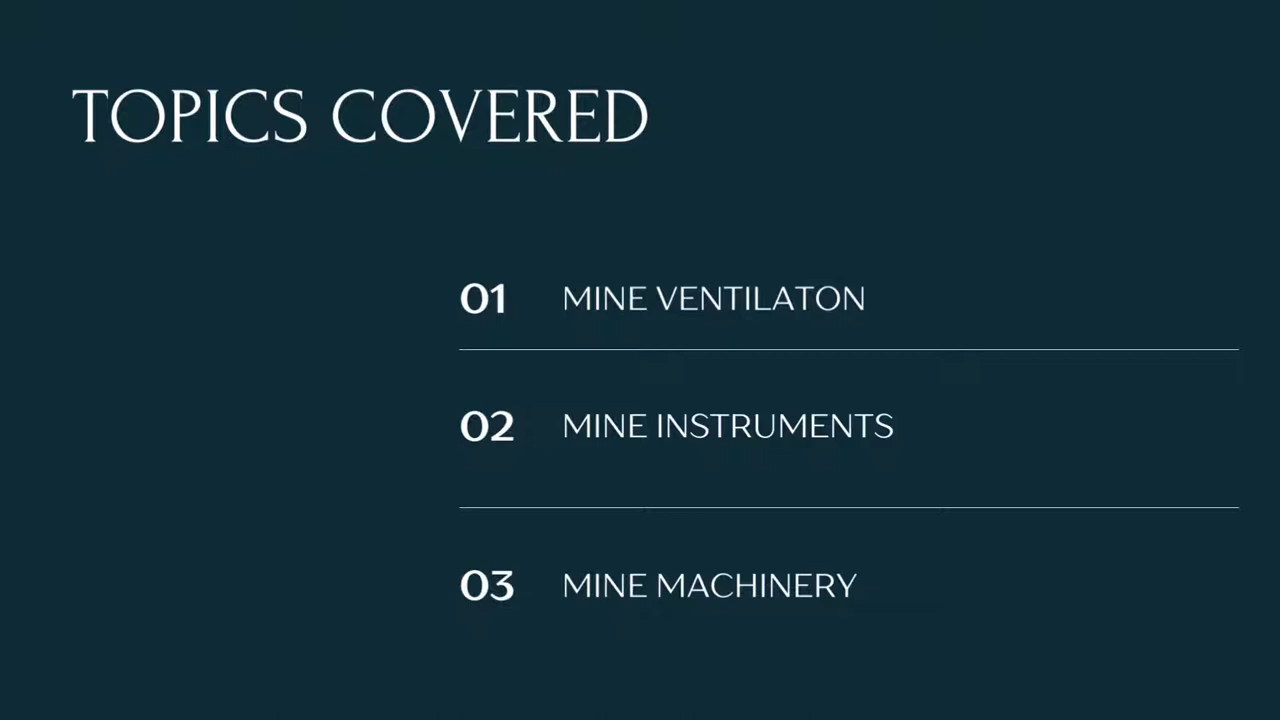 TOPICS COVERED
01 MINE VENTILATON
02 MINE INSTRUMENTS
03 MINE MACHINERY